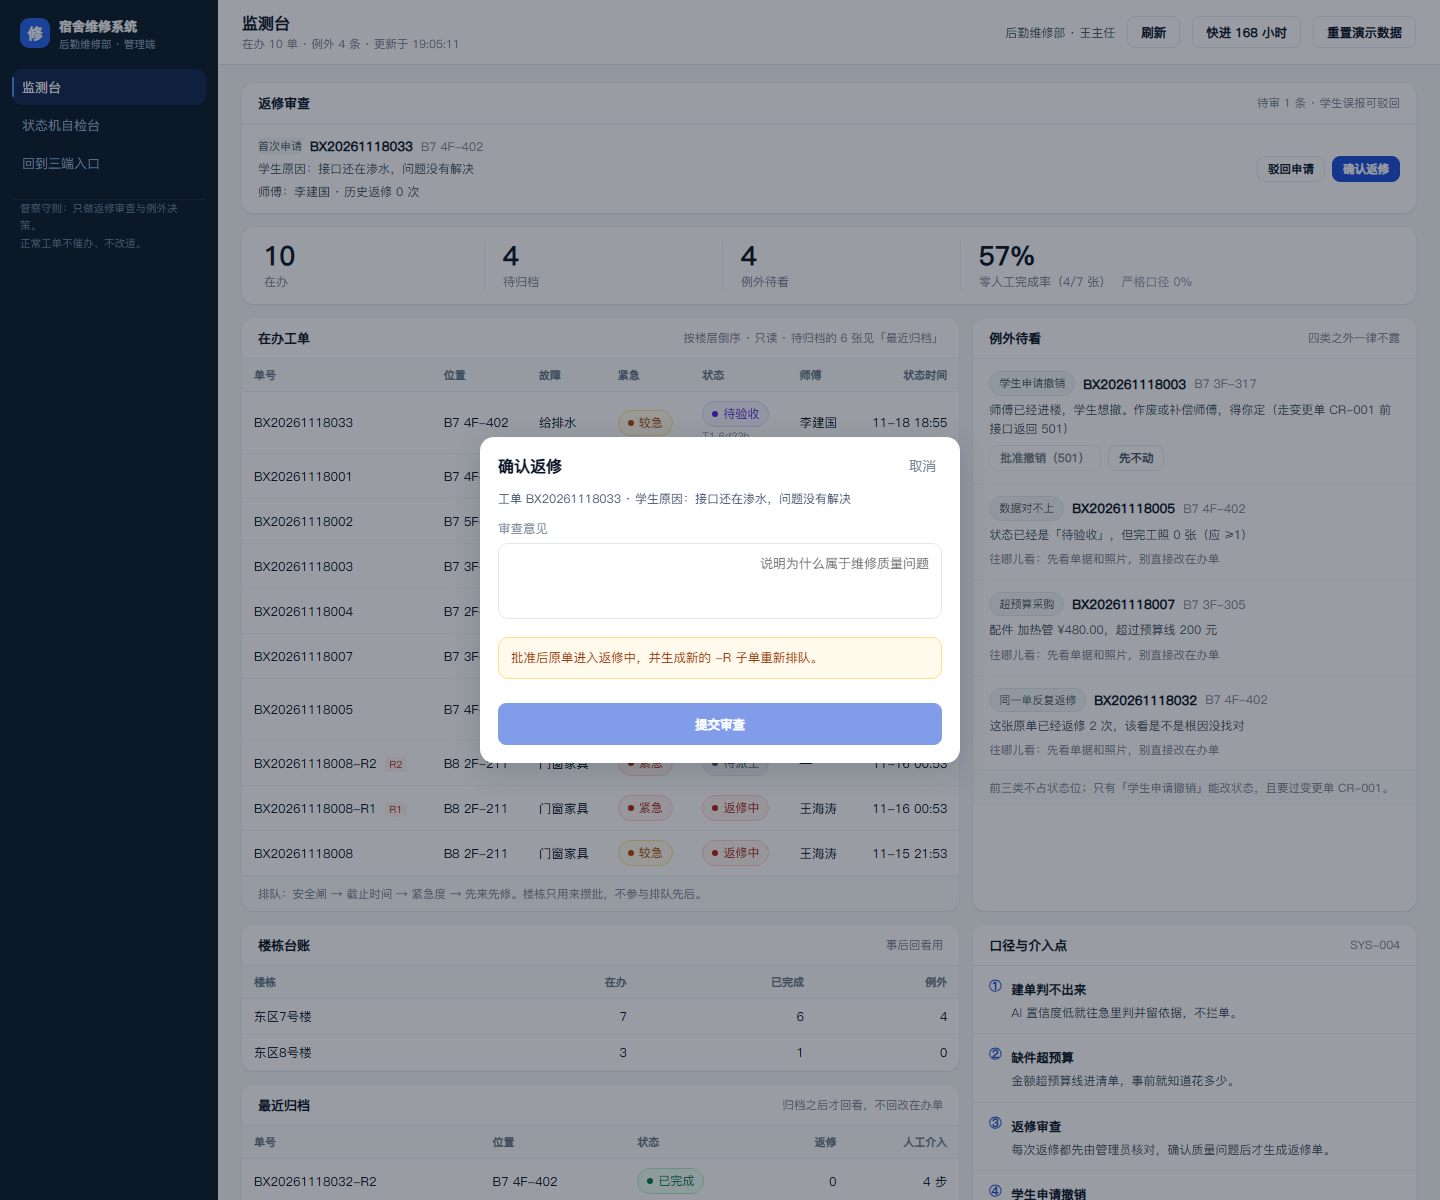 修
宿舍维修系统
后勤维修部 · 管理端
监测台
状态机自检台
回到三端入口
督察守则：只做返修审查与例外决
策。
正常工单不催办、不改道。
监测台
在办 10 单 · 例外 4 条 · 更新于 19:05:11
后勤维修部 · 王主任
刷新
快进 168 小时
重置演示数据
返修审查
待审 1 条 · 学生误报可驳回
首次申请 BX20261118033 B7 4F-402
学生原因：接口还在渗水，问题没有解决
师傅：李建国 · 历史返修 0 次
驳回申请
确认返修
10
在办
4
待归档
4
例外待看
57%
零人工完成率（4/7 张） 严格口径 0%
在办工单
按楼层倒序 · 只读 · 待归档的 6 张见「最近归档」
单号 位置 故障 紧急 状态 师傅 状态时间
BX20261118033 B7 4F-402 给排水 较急 待验收 李建国 11-18 18:55
BX20261118001
BX20261118002
BX20261118003
BX20261118004
BX20261118007
BX20261118005
BX20261118008-R2 R2 B8 2F-211 门窗家具 紧急 待派工 — 11-16 00:53
BX20261118008-R1 R1 B8 2F-211 门窗家具 紧急 返修中 王海涛 11-16 00:53
BX20261118008 B8 2F-211 门窗家具 较急 返修中 王海涛 11-15 21:53
排队：安全闸 → 截止时间 → 紧急度 → 先来先修。楼栋只用来攒批，不参与排队先后。
确认返修
取消
工单 BX20261118033 · 学生原因：接口还在渗水，问题没有解决
审查意见
说明为什么属于维修质量问题
批准后原单进入返修中，并生成新的 -R 子单重新排队。
提交审查
例外待看
四类之外一律不露
学生申请撤销 BX20261118003 B7 3F-317
师傅已经进楼，学生想撤。作废或补偿师傅，得你定（走变更单 CR-001 前
接口返回 501）
批准撤销（501）
先不动
数据对不上 BX20261118005 B7 4F-402
状态已经是「待验收」，但完工照 0 张（应 ≥1）
往哪儿看：先看单据和照片，别直接改在办单
超预算采购 BX20261118007 B7 3F-305
配件 加热管 ¥480.00，超过预算线 200 元
往哪儿看：先看单据和照片，别直接改在办单
同一单反复返修 BX20261118032 B7 4F-402
这张原单已经返修 2 次，该看是不是根因没找对
往哪儿看：先看单据和照片，别直接改在办单
前三类不占状态位；只有「学生申请撤销」能改状态，且要过变更单 CR-001。
楼栋台账
事后回看用
楼栋 在办 已完成 例外
东区7号楼 7 6 4
东区8号楼 3 1 0
最近归档
归档之后才回看，不回改在办单
单号 位置 状态 返修 人工介入
BX20261118032-R2 B7 4F-402 已完成 0 4 步
口径与介入点
SYS-004
① 建单判不出来
AI 置信度低就往急里判并留依据，不拦单。
② 缺件超预算
金额超预算线进清单，事前就知道花多少。
③ 返修审查
每次返修都先由管理员核对，确认质量问题后才生成返修单。
④ 学生申请撤销